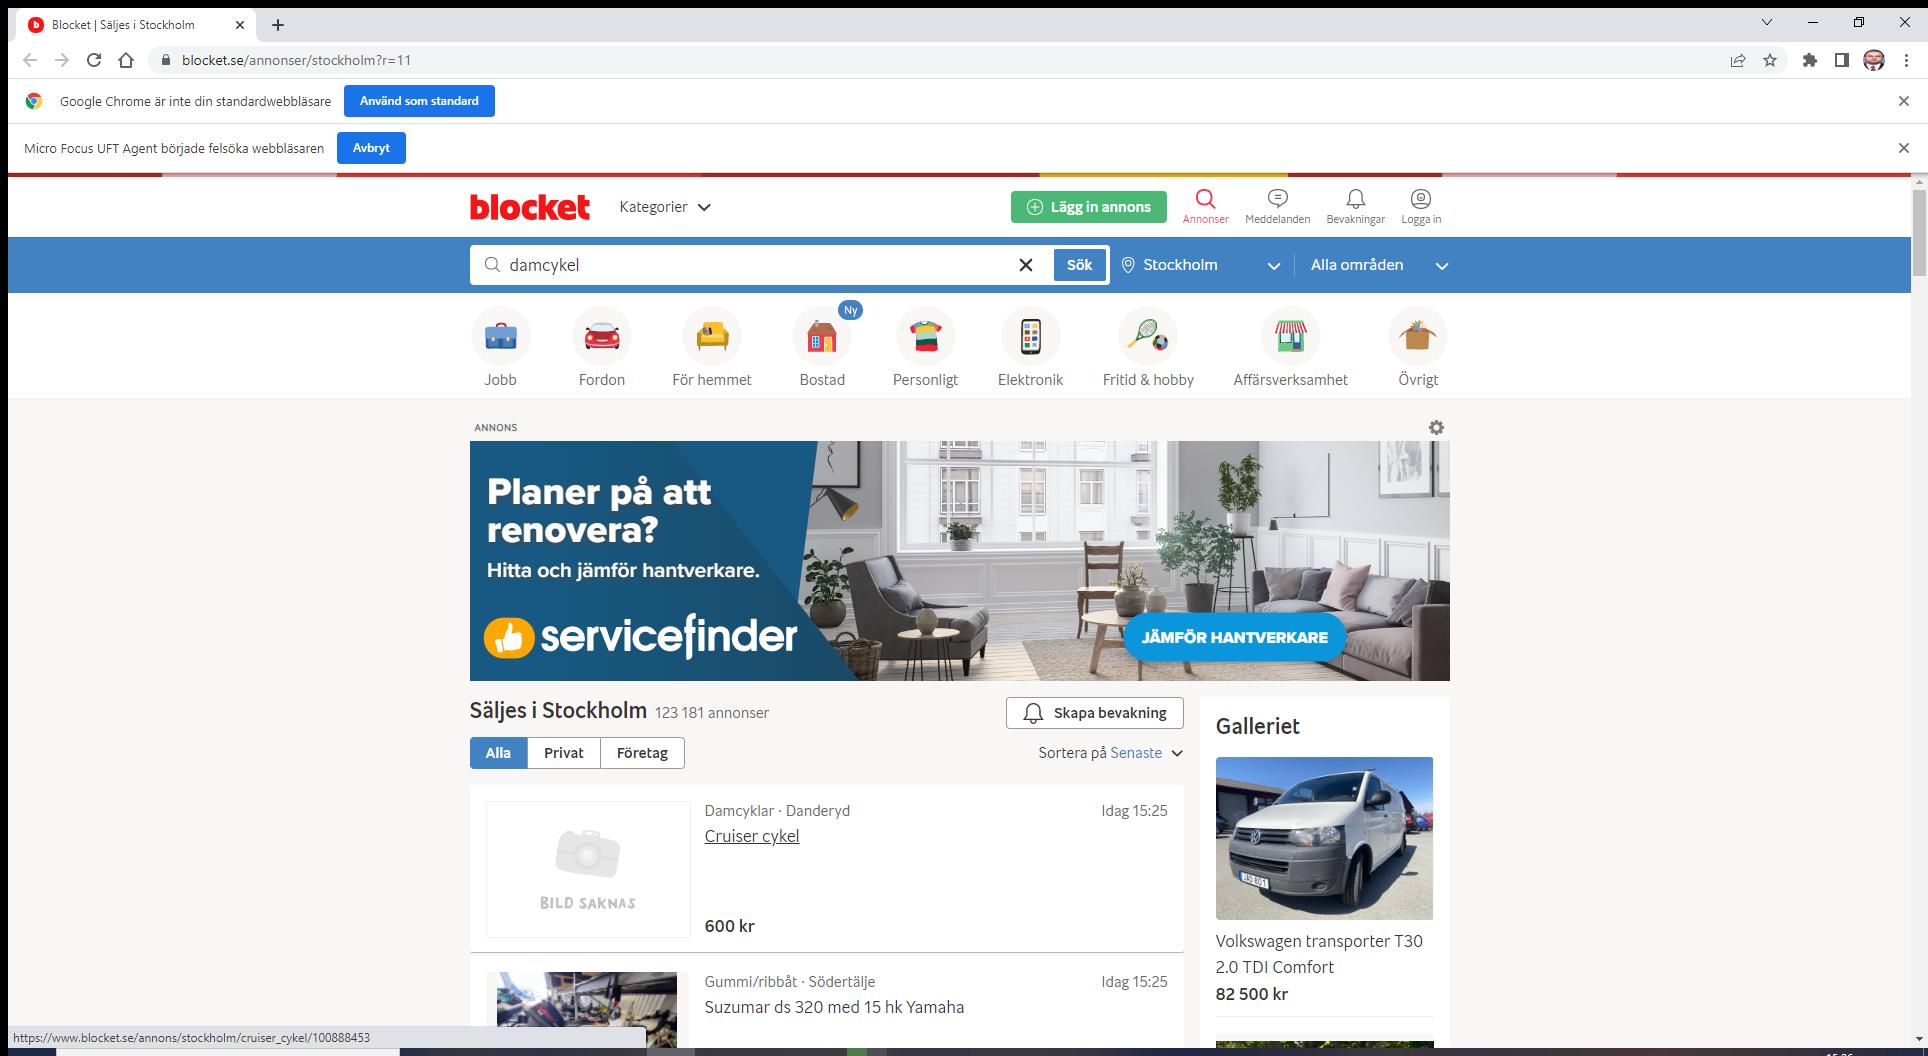 Blocket | Säljes i Stockholm
blocket.se/annonser/stockholm?r=11
Google Chrome är inte din standardwebbläsare Använd som standard
Micro Focus UFT Agent började felsöka webbläsaren Avbryt
blocket Kategorier Lägg in annons Annonser Meddelanden Bevakningar Logga in
damcykel Sök Stockholm Alla områden
Ny
Jobb Fordon För hemmet Bostad Personligt Elektronik Fritid & hobby Affärsverksamhet Övrigt
ANNONS
Planer på att
renovera?
Hitta och jämför hantverkare.
servicefinder
JÄMFÖR HANTVERKARE
Säljes i Stockholm 123 181 annonser Skapa bevakning
Alla Privat Företag Sortera på Senaste
Damcyklar · Danderyd Idag 15:25
Cruiser cykel
BILD SAKNAS
600 kr
Gummi/ribbåt · Södertälje Idag 15:25
Suzumar ds 320 med 15 hk Yamaha
Galleriet
Volkswagen transporter T30
2.0 TDI Comfort
82 500 kr
https://www.blocket.se/annons/stockholm/cruiser_cykel/100888453